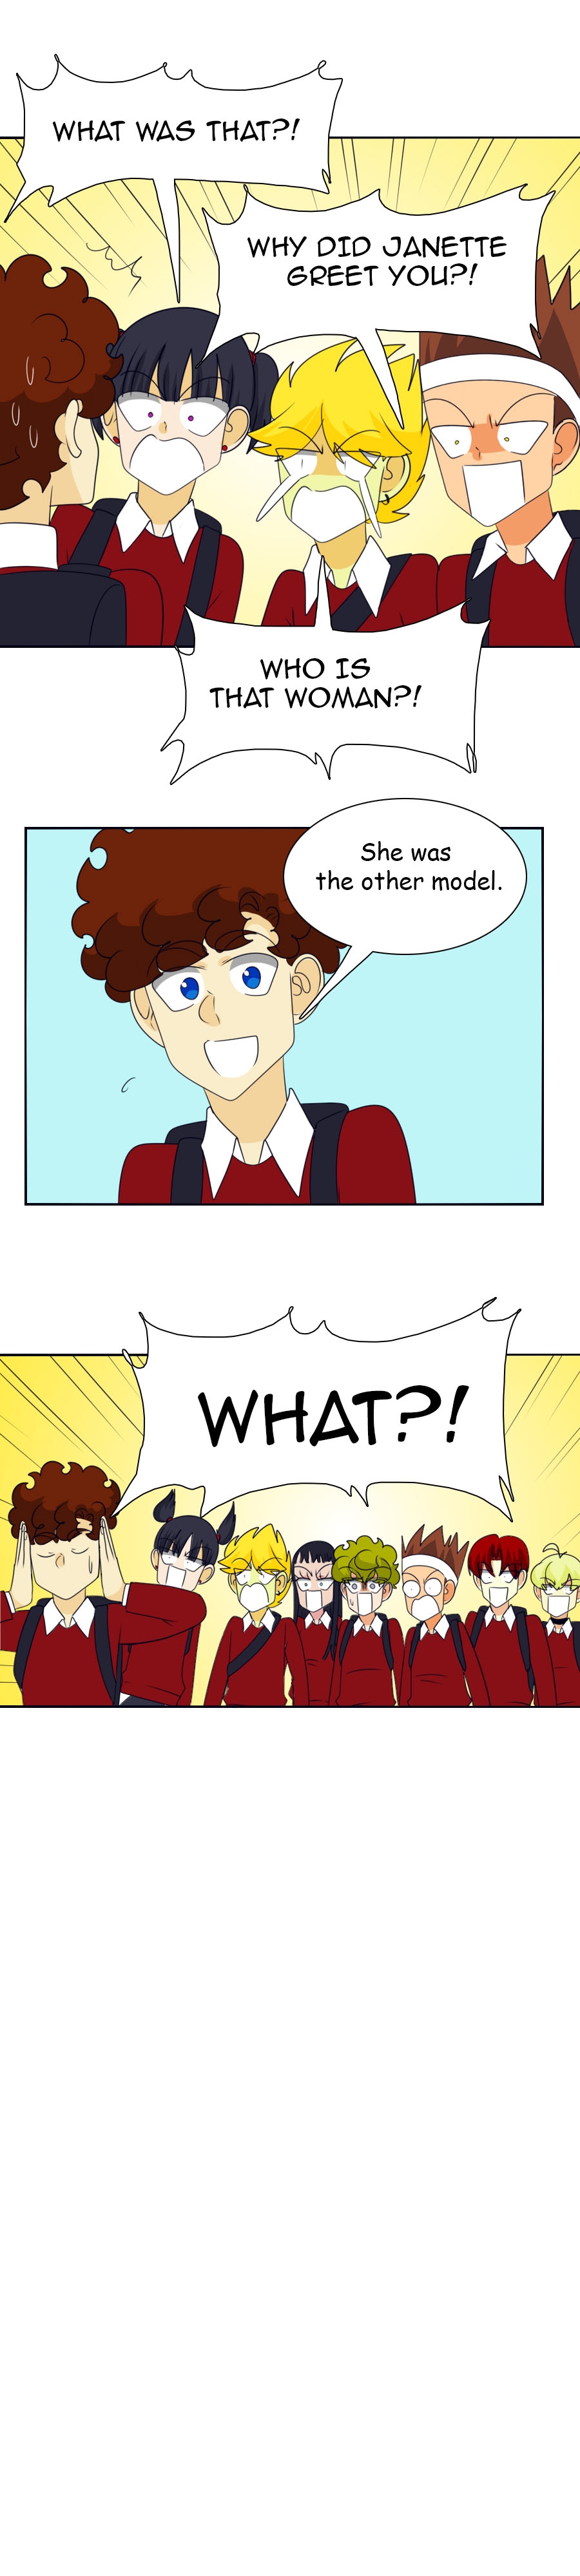 WHAT WAS THAT?!
WHY DID JANETTE
GREET YOU?!
WHO IS
THAT WOMAN?!
She was
the other model.
WHAT?!